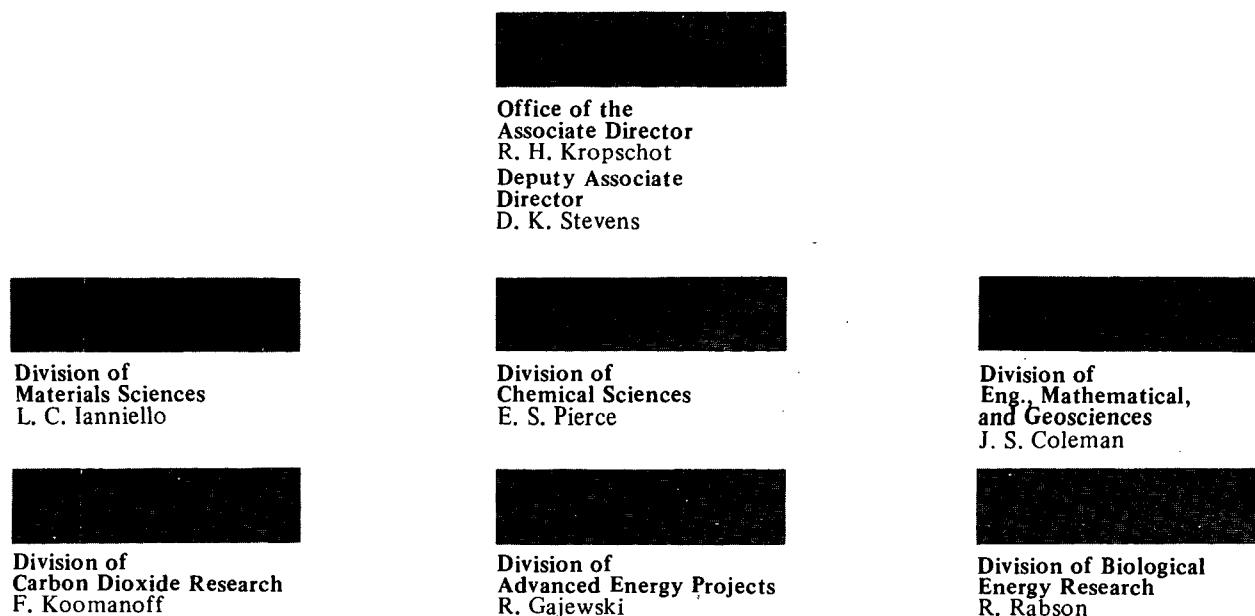 Office of the
Associate Director
R. H. Kropschot
Deputy Associate
Director
D. K. Stevens
Division of
Materials Sciences
L. C. Ianniello
Division of
Chemical Sciences
E. S. Pierce
Division of
Eng., Mathematical,
and Geosciences
J. S. Coleman
Division of
Carbon Dioxide Research
F. Koomanoff
Division of
Advanced Energy Projects
R. Gajewski
Division of Biological
Energy Research
R. Rabson